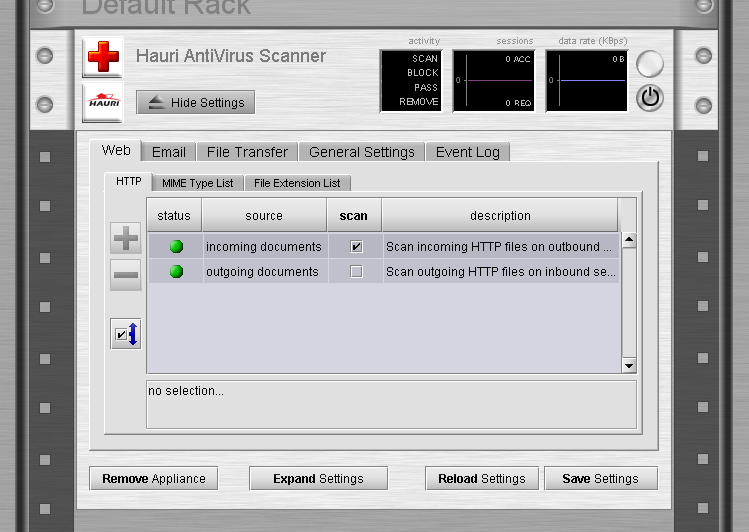 Default Rack
activity
sessions
data rate (KBps)
Hauri AntiVirus Scanner
SCAN
BLOCK
PASS
REMOVE
0 ACC
0
0 REQ
0 B
0
HAURI
Hide Settings
Web
Email
File Transfer
General Settings
Event Log
HTTP
MIME Type List
File Extension List
status
source
scan
description
incoming documents
Scan incoming HTTP files on outbound ...
outgoing documents
Scan outgoing HTTP files on inbound se...
no selection...
Remove Appliance
Expand Settings
Reload Settings
Save Settings